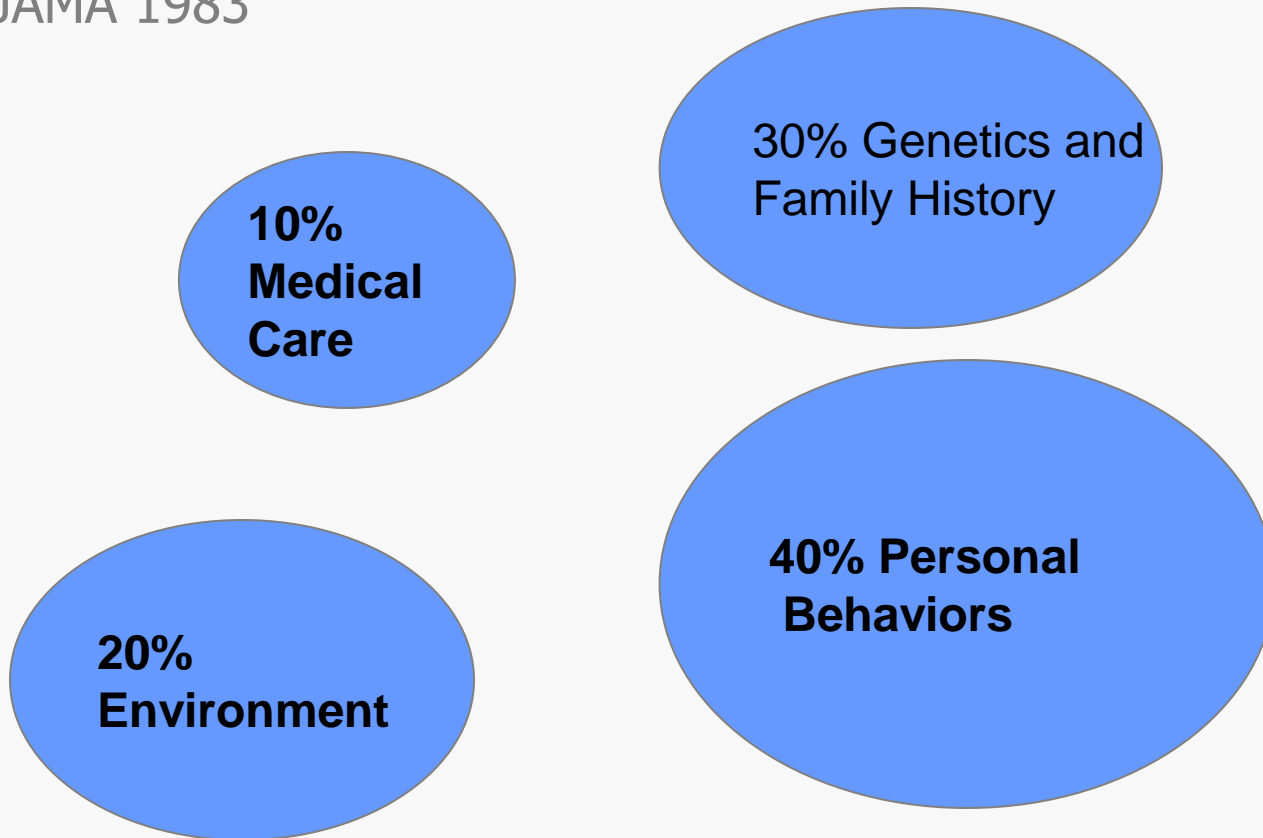 JAMA 1983
30% Genetics and
Family History
10%
Medical
Care
40% Personal
Behaviors
20%
Environment